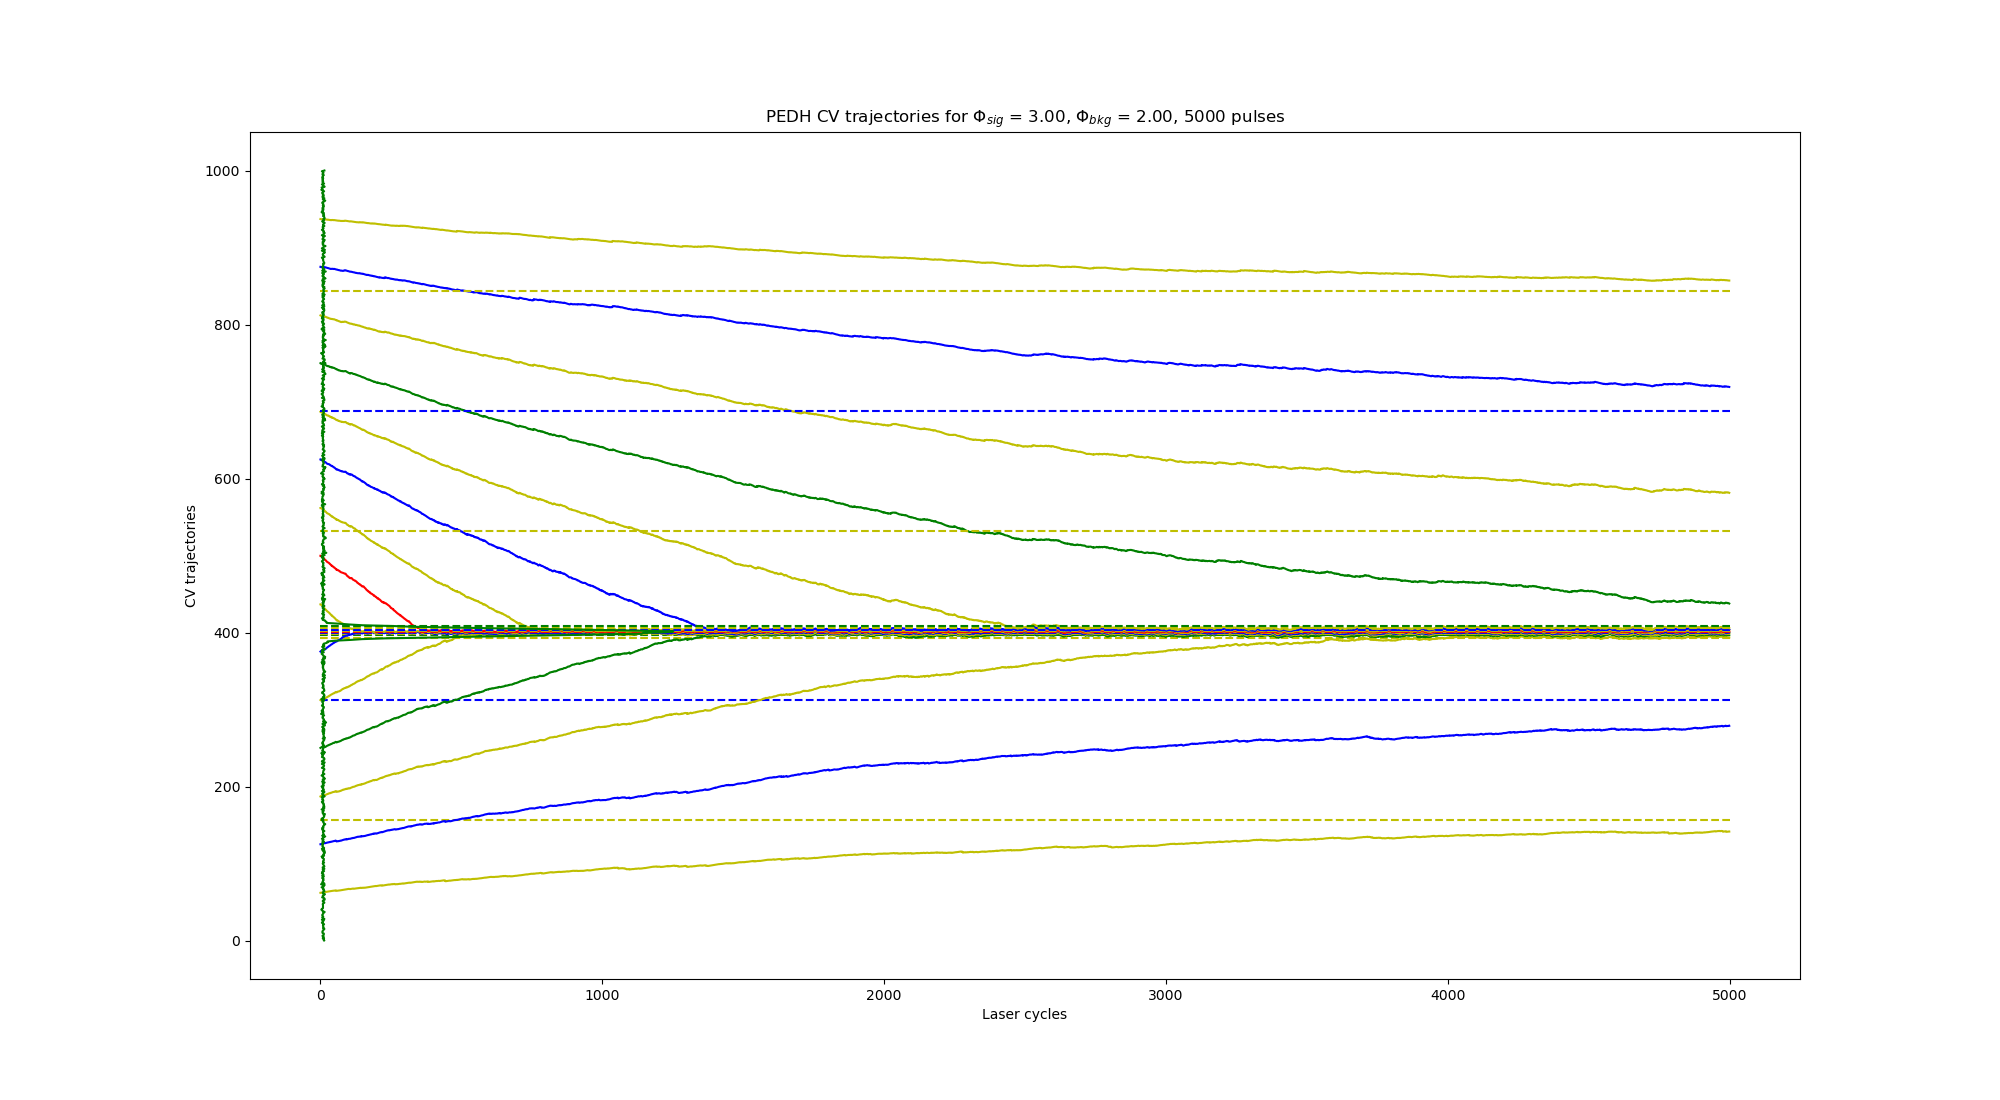 PEDH CV trajectories for Φsig = 3.00, Φbkg = 2.00, 5000 pulses
1000
800
600
400
200
0
CV trajectories
0 1000 2000 3000 4000 5000
Laser cycles